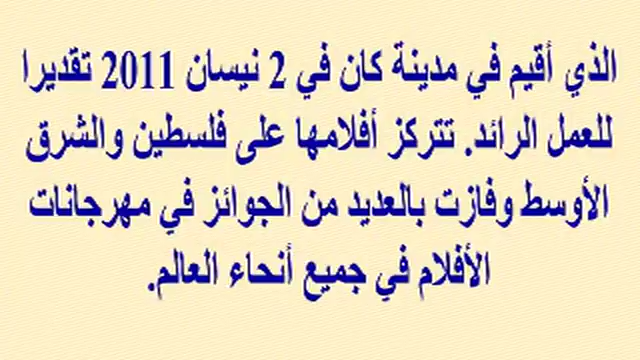 الذي أقيم في مدينة كان في 2 نيسان 2011 تقديرا
للعمل الرائد. تتركز أفلامها على فلسطين والشرق
الأوسط وفازت بالعديد من الجوائز في مهرجانات
الأفلام في جميع أنحاء العالم.